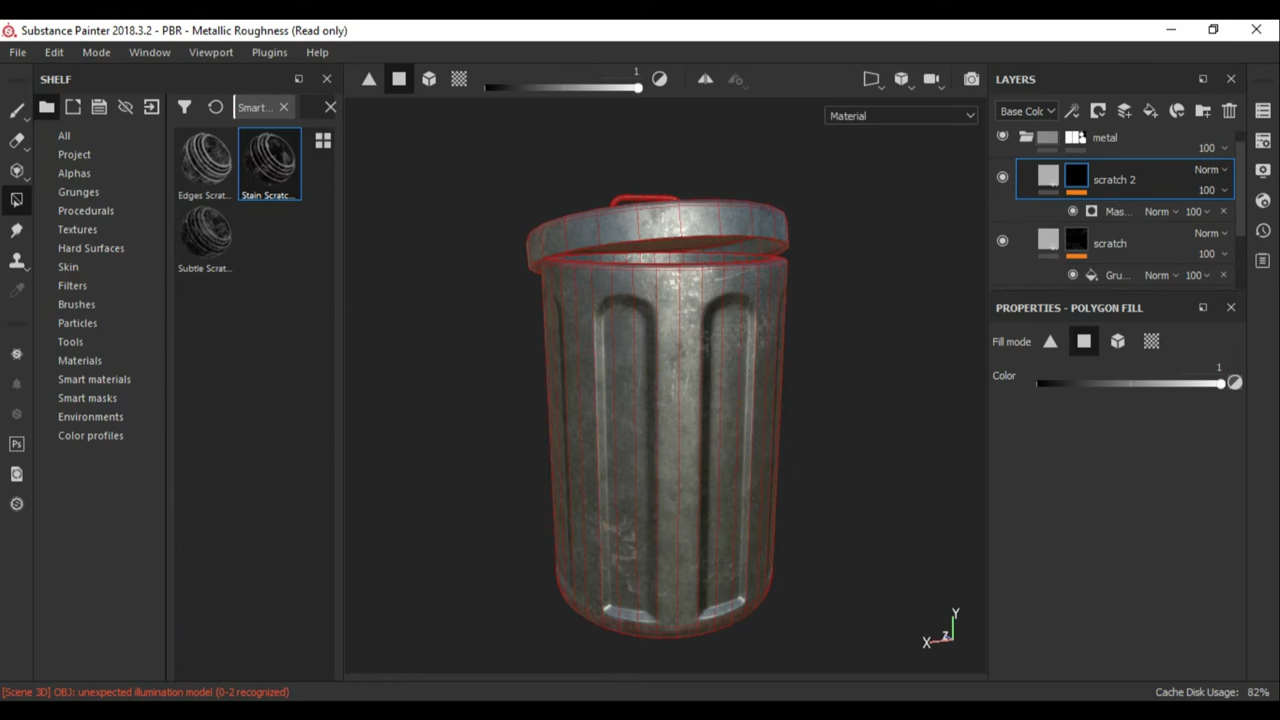 Substance Painter 2018.3.2 - PBR - Metallic Roughness (Read only)
File Edit Mode Window Viewport Plugins Help
SHELF
Smart...
All
Project
Alphas
Grunges
Procedurals
Textures
Hard Surfaces
Skin
Filters
Brushes
Particles
Tools
Materials
Smart materials
Smart masks
Environments
Color profiles
Edges Scrat...
Stain Scratc...
Subtle Scrat...
1
Material
X
Y
Z
LAYERS
Base Colc
metal
100
Norm
scratch 2
100
Mas... Norm 100
Norm
scratch
100
Gru... Norm 100
PROPERTIES - POLYGON FILL
Fill mode
Color
1
Ps
[Scene 3D] OBJ: unexpected illumination model (0-2 recognized)
Cache Disk Usage: 82%